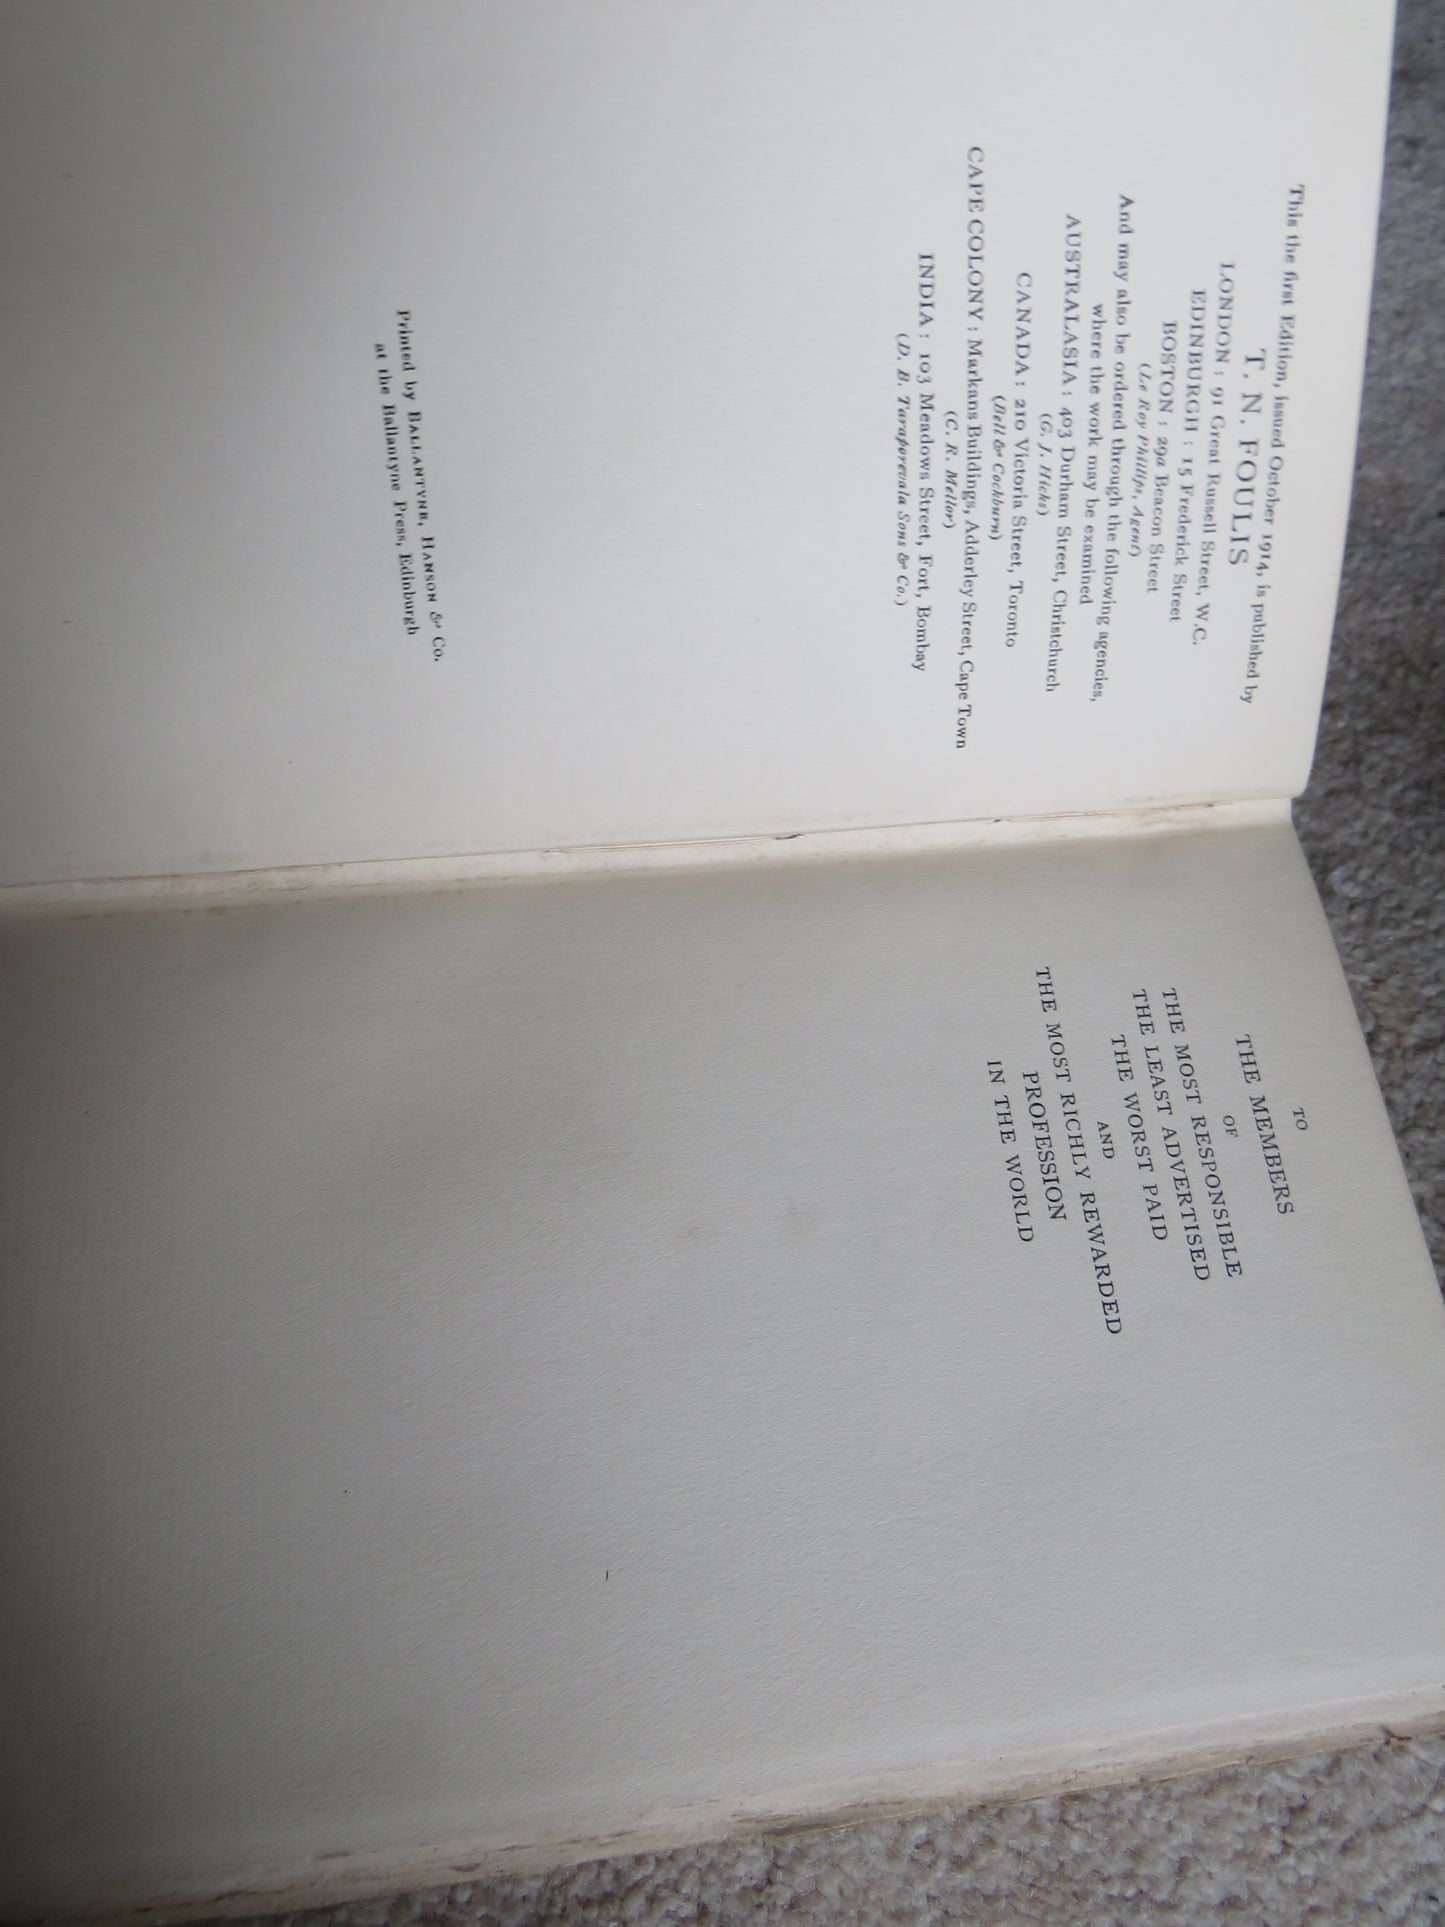 This the first Edition, issued October 1914, is published by
T. N. FOULIS
LONDON : 91 Great Russell Street, W.C.
EDINBURGH : 15 Frederick Street
BOSTON : 29a Beacon Street
(Le Roy Phillips, Agent)
And may also be ordered through the following agencies,
where the work may be examined
AUSTRALASIA : 403 Durham Street, Christchurch
(G. J. Hicks)
CANADA : 210 Victoria Street, Toronto
(Bell & Cockburn)
CAPE COLONY : Markans Buildings, Adderley Street, Cape Town
(C. R. Mellor)
INDIA : 103 Meadows Street, Fort, Bombay
(D. B. Taraporevala Sons & Co.)
Printed by BALLANTYNE, HANSON & Co.
at the Ballantyne Press, Edinburgh
TO
THE MEMBERS
OF
THE MOST RESPONSIBLE
THE LEAST ADVERTISED
THE WORST PAID
AND
THE MOST RICHLY REWARDED
PROFESSION
IN THE WORLD